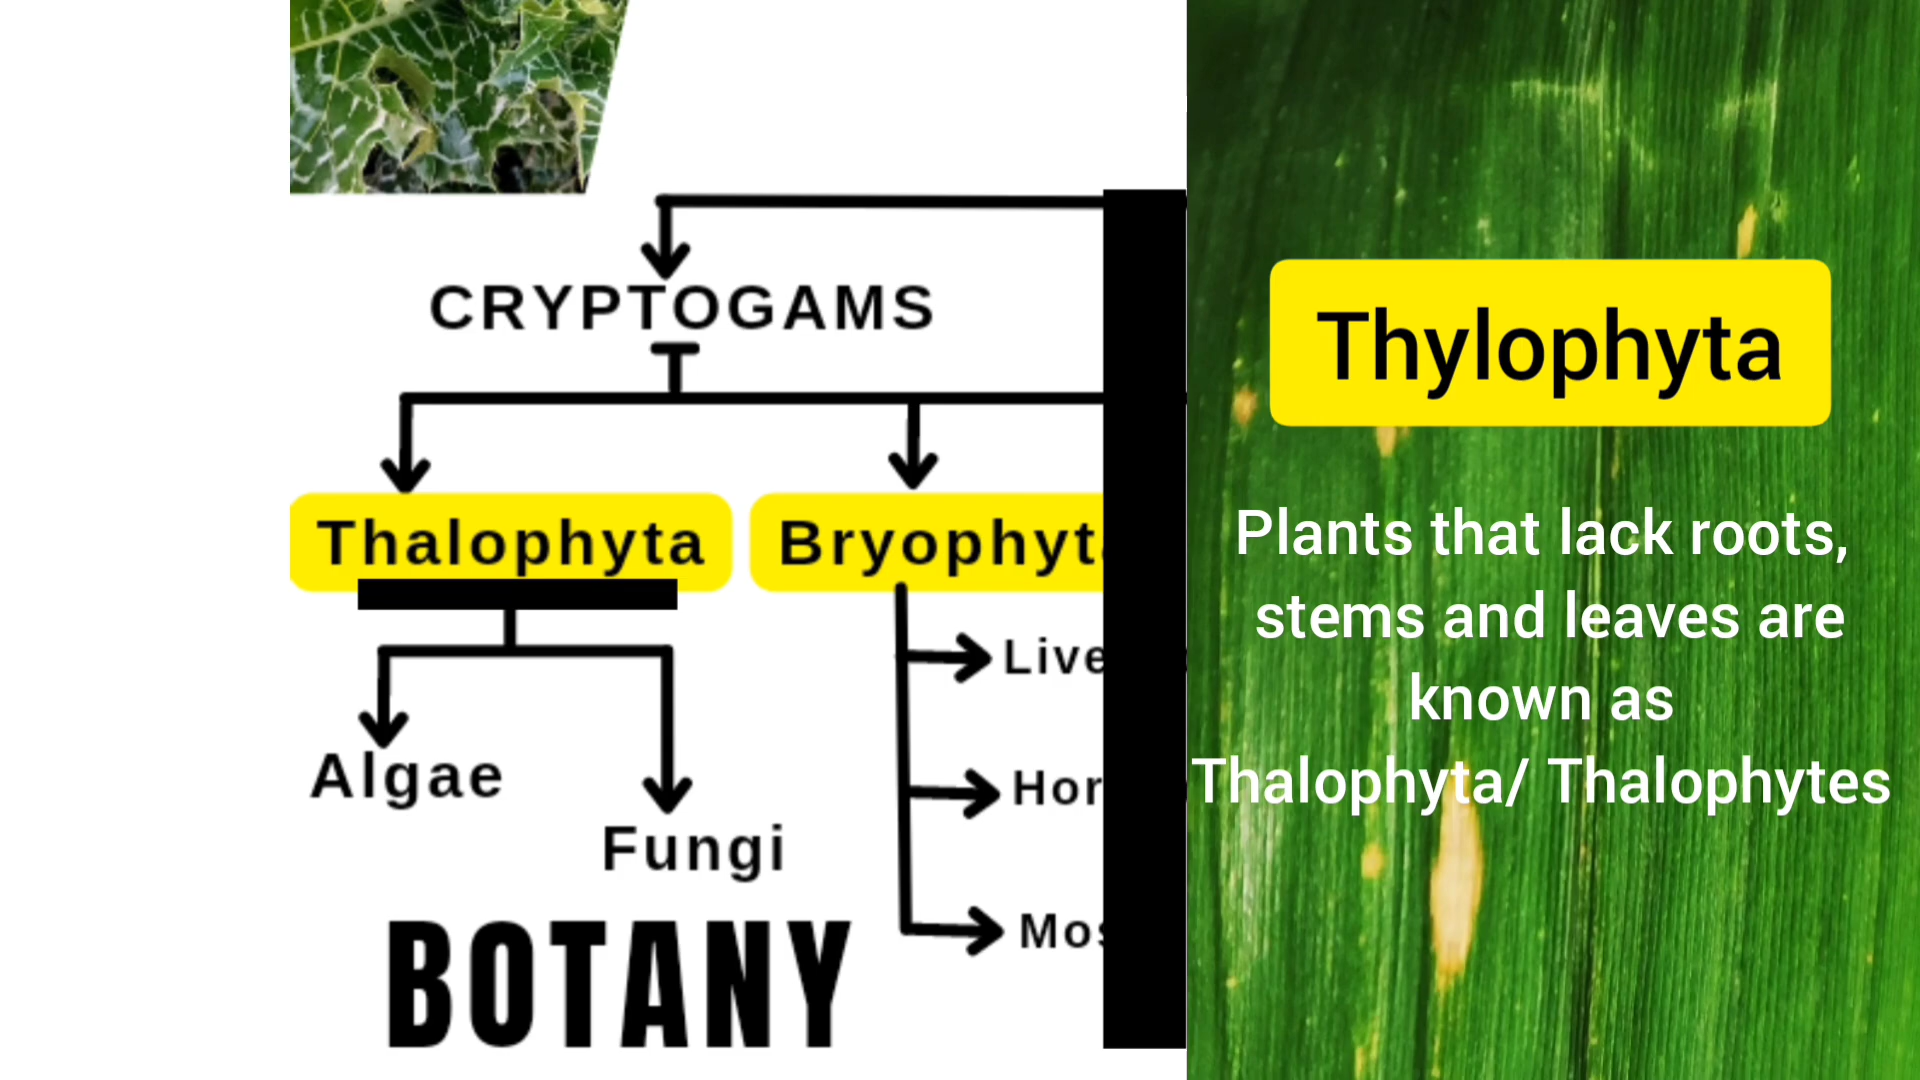 CRYPTOGAMS
Thalophyta
Bryophyt
Live
Algae
Hor
Fungi
Mos
BOTANY
Thylophyta
Plants that lack roots,
stems and leaves are
known as
Thalophyta/ Thalophytes